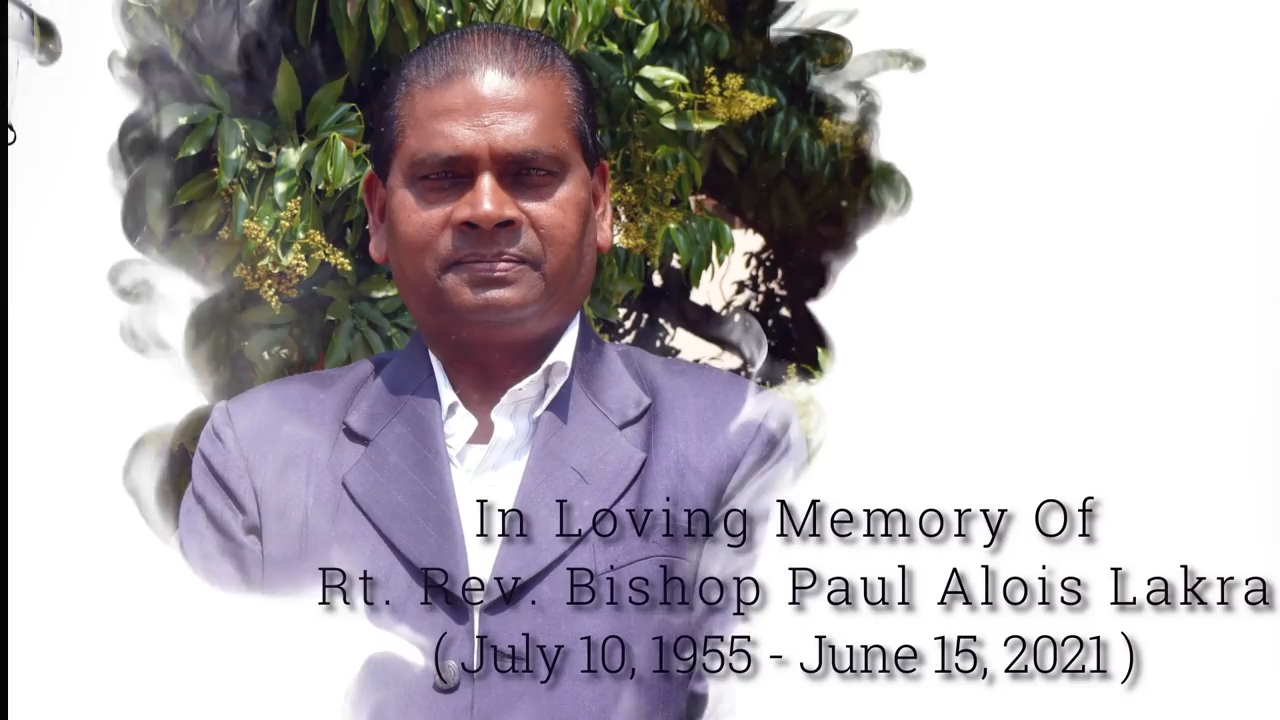 In Loving Memory Of
Rt. Rev. Bishop Paul Alois Lakra
( July 10, 1955 - June 15, 2021 )